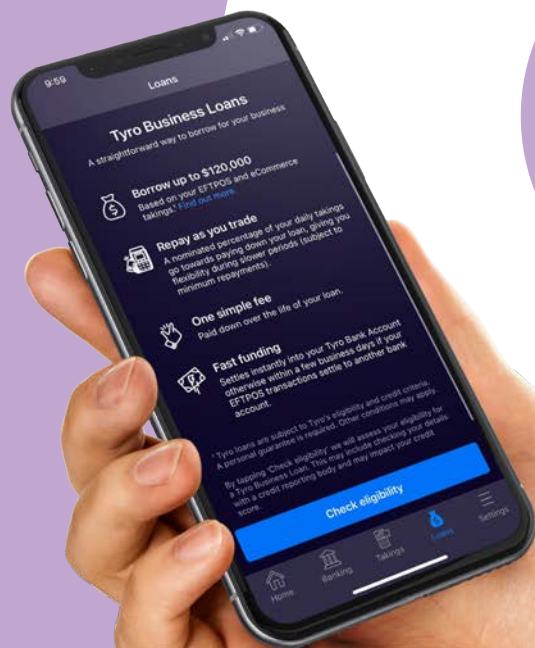 9:59
Loans
Tyro Business Loans
A straightforward way to borrow for your business
Borrow up to $120,000
Based on your EFTPOS and eCommerce
takings.¹ Find out more.
Repay as you trade
A nominated percentage of your daily takings
go towards paying down your loan, giving you
flexibility during slower periods (subject to
minimum repayments).
One simple fee
Paid down over the life of your loan.
Fast funding
Settles instantly into your Tyro Bank Account
otherwise within a few business days if your
EFTPOS transactions settle to another bank
account.
¹ Tyro loans are subject to Tyro's eligibility and credit criteria.
A personal guarantee is required. Other conditions may apply.
By tapping 'Check eligibility' we will assess your eligibility for
a Tyro Business Loan. This may include checking your details
with a credit reporting body and may impact your credit
score.
Check eligibility
Home
Banking
Takings
Loans
Settings